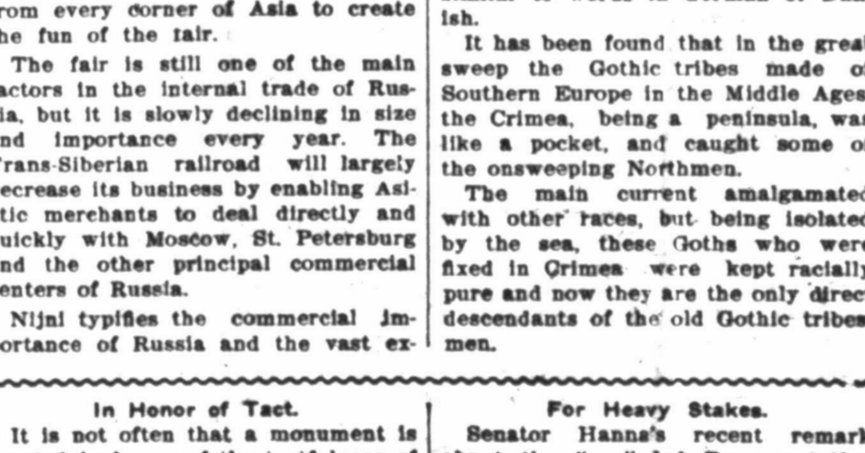 rom every corner of Asia to create
he fun of the fair.
The fair is still one of the main
actors in the internal trade of Rus-
ia, but it is slowly declining in size
nd importance every year. The
rans-Siberian railroad will largely
ecrease its business by enabling Asi-
tic merchants to deal directly and
uickly with Moscow, St. Petersburg
nd the other principal commercial
enters of Russia.
Nijni typifies the commercial im-
ortance of Russia and the vast ex-
ish.
It has been found that in the grea
sweep the Gothic tribes made o
Southern Europe in the Middle Ages
the Crimea, being a peninsula, wa
like a pocket, and caught some o
the onsweeping Northmen.
The main current amalgamate
with other races, but being isolate
by the sea, these Goths who were
fixed in Crimea were kept racially
pure and now they are the only direc
descendants of the old Gothic tribes
men.
In Honor of Tact.
It is not often that a monument is
For Heavy Stakes.
Senator Hanna's recent remark